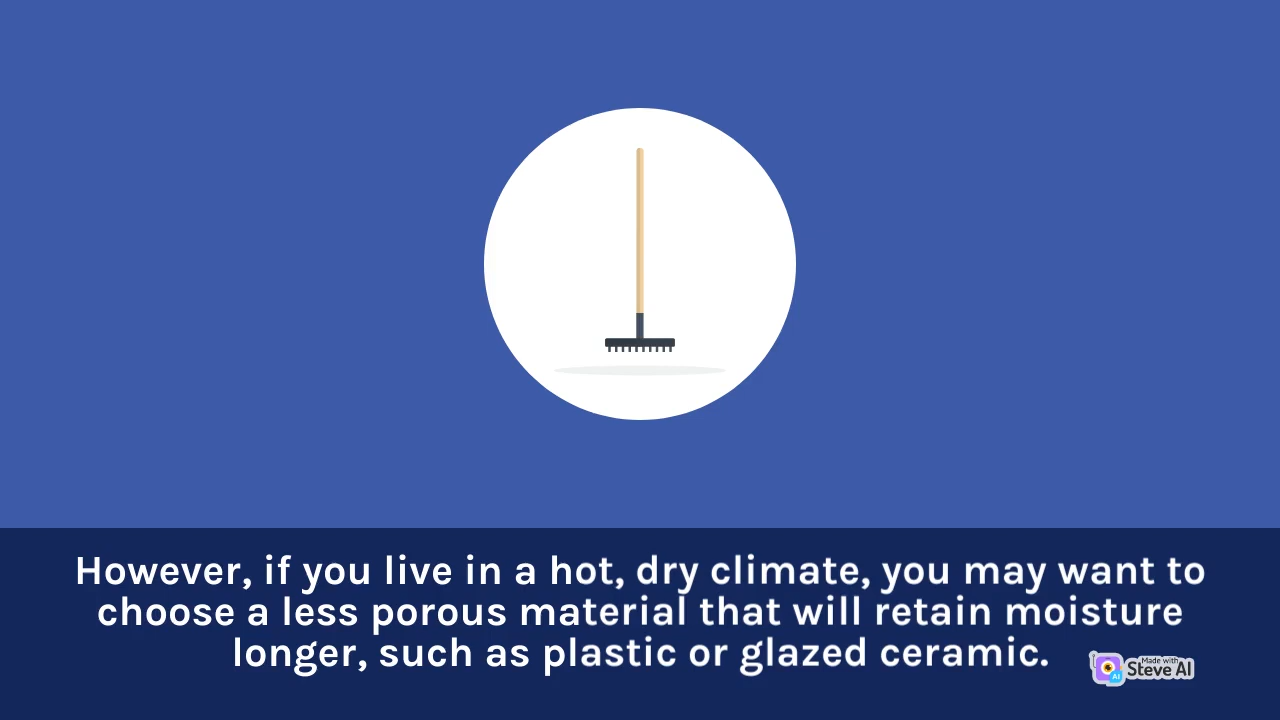 However, if you live in a hot, dry climate, you may want to
choose a less porous material that will retain moisture
longer, such as plastic or glazed ceramic.
Made with
Steve AI
AI